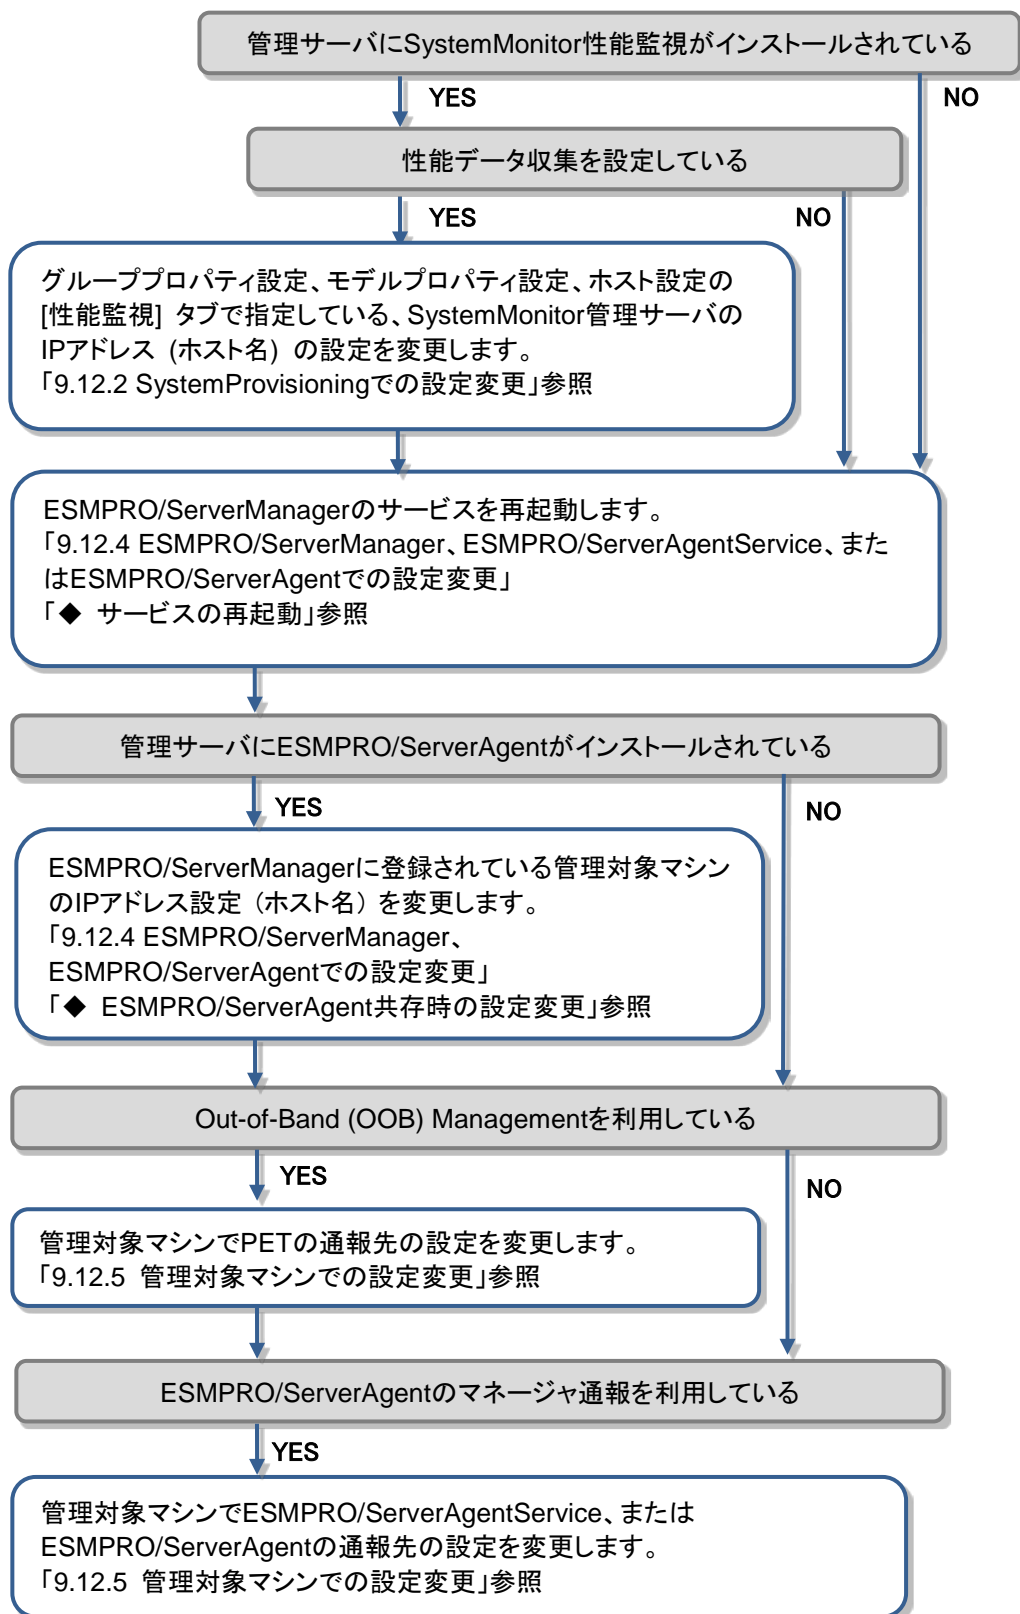 管理サーバにSystemMonitor性能監視がインストールされている
YES
NO
性能データ収集を設定している
YES
NO
グループプロパティ設定、モデルプロパティ設定、ホスト設定の
[性能監視] タブで指定している、SystemMonitor管理サーバの
IPアドレス (ホスト名) の設定を変更します。
「9.12.2 SystemProvisioningでの設定変更」参照
ESMPRO/ServerManagerのサービスを再起動します。
「9.12.4 ESMPRO/ServerManager、ESMPRO/ServerAgentService、また
はESMPRO/ServerAgentでの設定変更」
「◆ サービスの再起動」参照
管理サーバにESMPRO/ServerAgentがインストールされている
YES
NO
ESMPRO/ServerManagerに登録されている管理対象マシン
のIPアドレス設定 (ホスト名) を変更します。
「9.12.4 ESMPRO/ServerManager、
ESMPRO/ServerAgentでの設定変更」
「◆ ESMPRO/ServerAgent共存時の設定変更」参照
Out-of-Band (OOB) Managementを利用している
YES
NO
管理対象マシンでPETの通報先の設定を変更します。
「9.12.5 管理対象マシンでの設定変更」参照
ESMPRO/ServerAgentのマネージャ通報を利用している
YES
管理対象マシンでESMPRO/ServerAgentService、または
ESMPRO/ServerAgentの通報先の設定を変更します。
「9.12.5 管理対象マシンでの設定変更」参照